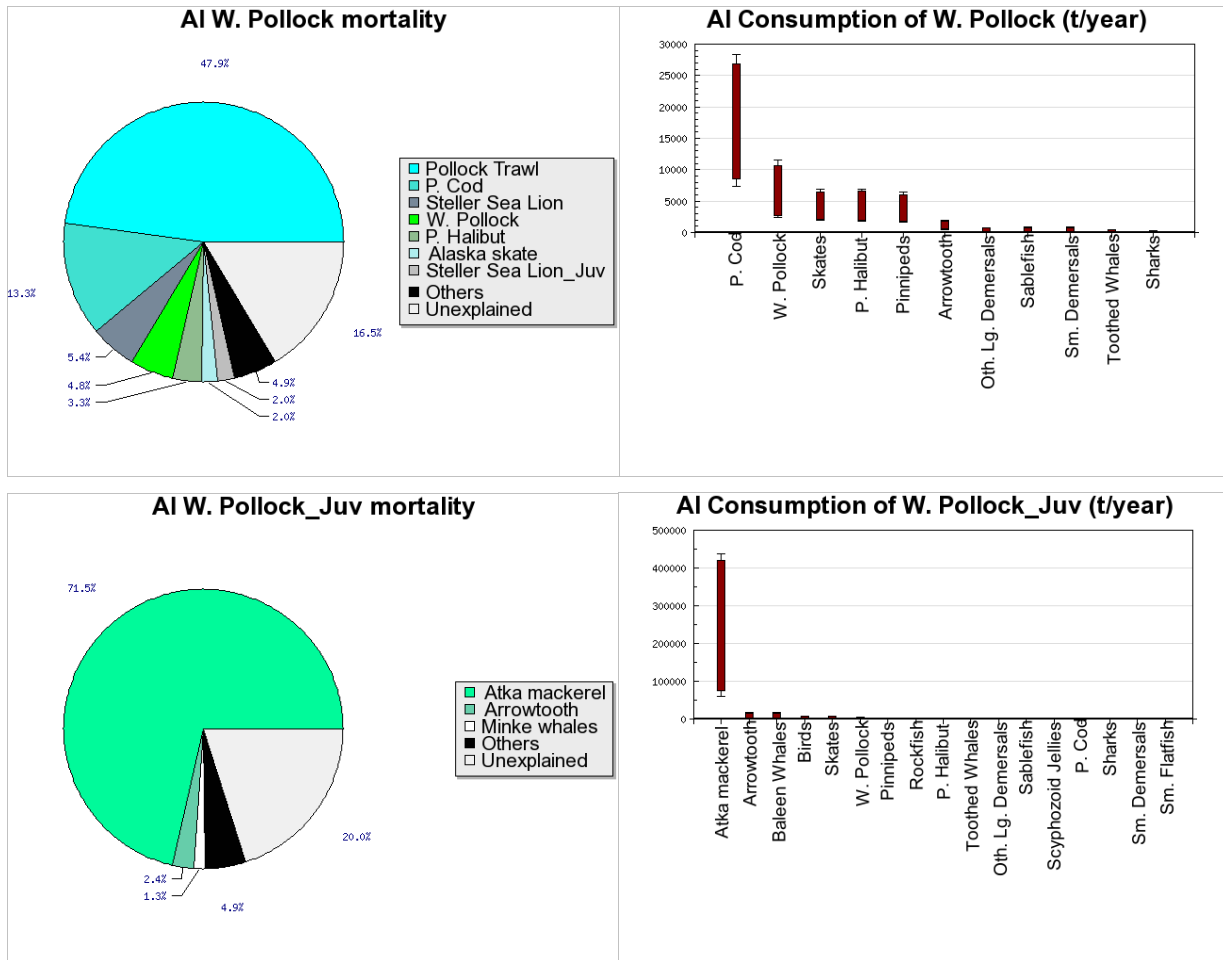 AI W. Pollock mortality
47.9%
13.3%
5.4%
4.8%
3.3%
2.0%
2.0%
4.9%
16.5%
Pollock Trawl
P. Cod
Steller Sea Lion
W. Pollock
P. Halibut
Alaska skate
Steller Sea Lion_Juv
Others
Unexplained
AI Consumption of W. Pollock (t/year)
30000
25000
20000
15000
10000
5000
0
P. Cod
W. Pollock
Skates
P. Halibut
Pinnipeds
Arrowtooth
Oth. Lg. Demersals
Sablefish
Sm. Demersals
Toothed Whales
Sharks
AI W. Pollock_Juv mortality
71.5%
2.4%
1.3%
4.9%
20.0%
Atka mackerel
Arrowtooth
Minke whales
Others
Unexplained
AI Consumption of W. Pollock_Juv (t/year)
500000
400000
300000
200000
100000
0
Atka mackerel
Arrowtooth
Baleen Whales
Birds
Skates
W. Pollock
Pinnipeds
Rockfish
P. Halibut
Toothed Whales
Oth. Lg. Demersals
Sablefish
Scyphozoid Jellies
P. Cod
Sharks
Sm. Demersals
Sm. Flatfish